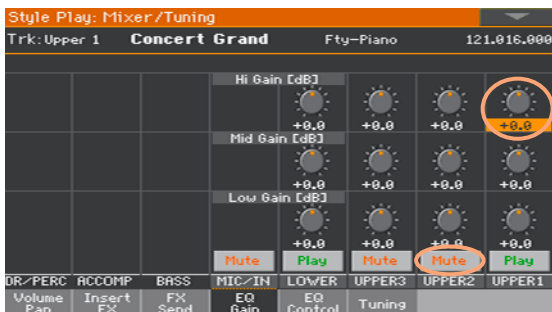 Style Play: Mixer/Tuning
Trk: Upper 1 Concert Grand Fty-Piano 121.016.000
Hi Gain [dB]
+0.0 +0.0 +0.0 +0.0
Mid Gain [dB]
+0.0 +0.0 +0.0 +0.0
Low Gain [dB]
+0.0 +0.0 +0.0 +0.0
Mute Play Mute Mute Play
DR/PERC ACCOMP BASS MIC/IN LOWER UPPER3 UPPER2 UPPER1
Volume Insert FX EQ EQ Tuning
Pan FX Send Gain Control